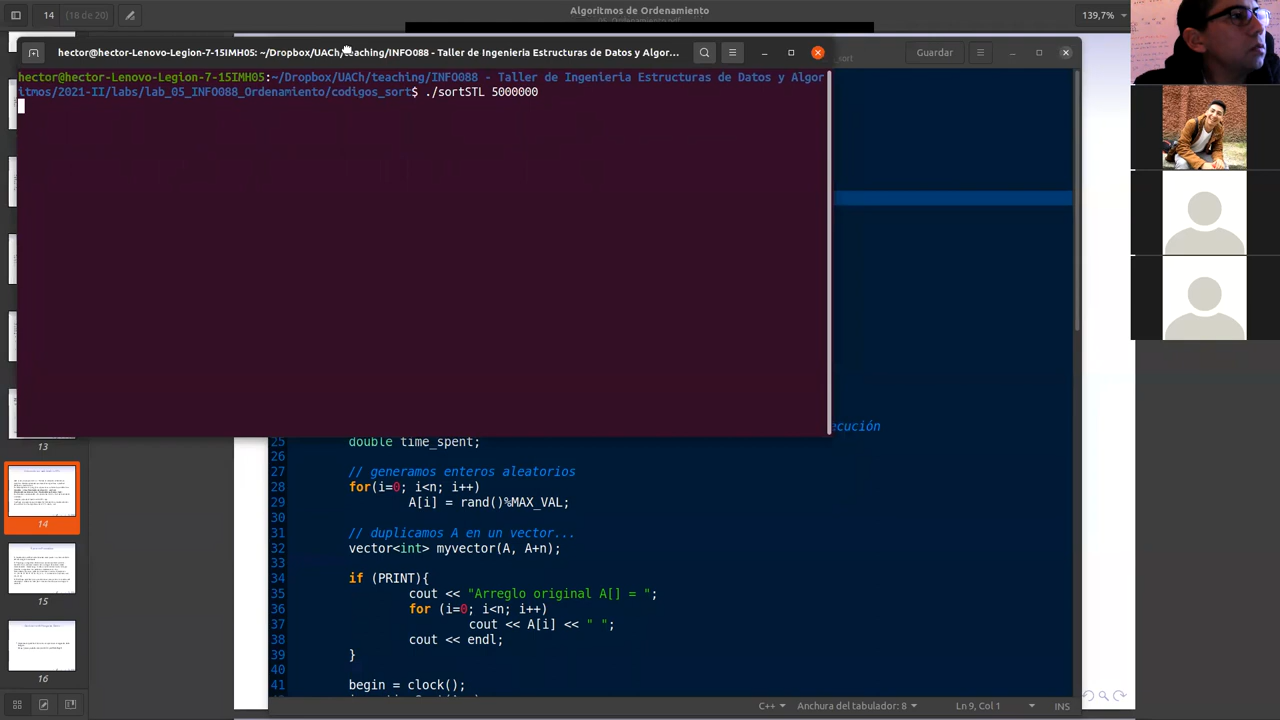 14 (18 de 20)
Algoritmos de Ordenamiento
05_Ordenamiento.pdf
139,7%
hector@hector-Lenovo-Legion-7-15IMH05: ~/Dropbox/UACh/teaching/INFO088 - Taller de Ingenieria Estructuras de Datos y Algor...
Guardar
hector@hector-Lenovo-Legion-7-15IMH05:~/Dropbox/UACh/teaching/INFO088 - Taller de Ingenieria Estructuras de Datos y Algor
itmos/2021-II/labs/lab_05_INFO088_Ordenamiento/codigos_sort$ ./sortSTL 5000000
_sort
ecución
25 double time_spent;
26
27 // generamos enteros aleatorios
28 for(i=0; i<n; i++)
29 A[i] = rand()%MAX_VAL;
30
31 // duplicamos A en un vector...
32 vector<int> myvector(A, A+n);
33
34 if (PRINT){
35 cout << "Arreglo original A[] = ";
36 for (i=0; i<n; i++)
37 cout << A[i] << " ";
38 cout << endl;
39 }
40
41 begin = clock();
13
14
15
16
C++
Anchura del tabulador: 8
Ln 9, Col 1
INS